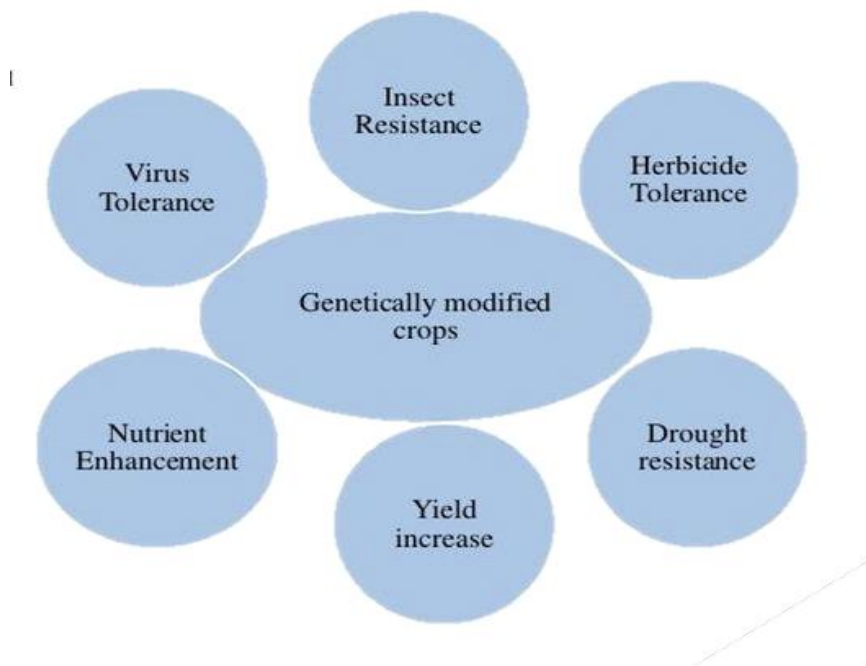 Insect
Resistance
Virus
Tolerance
Herbicide
Tolerance
Genetically modified
crops
Nutrient
Enhancement
Drought
resistance
Yield
increase